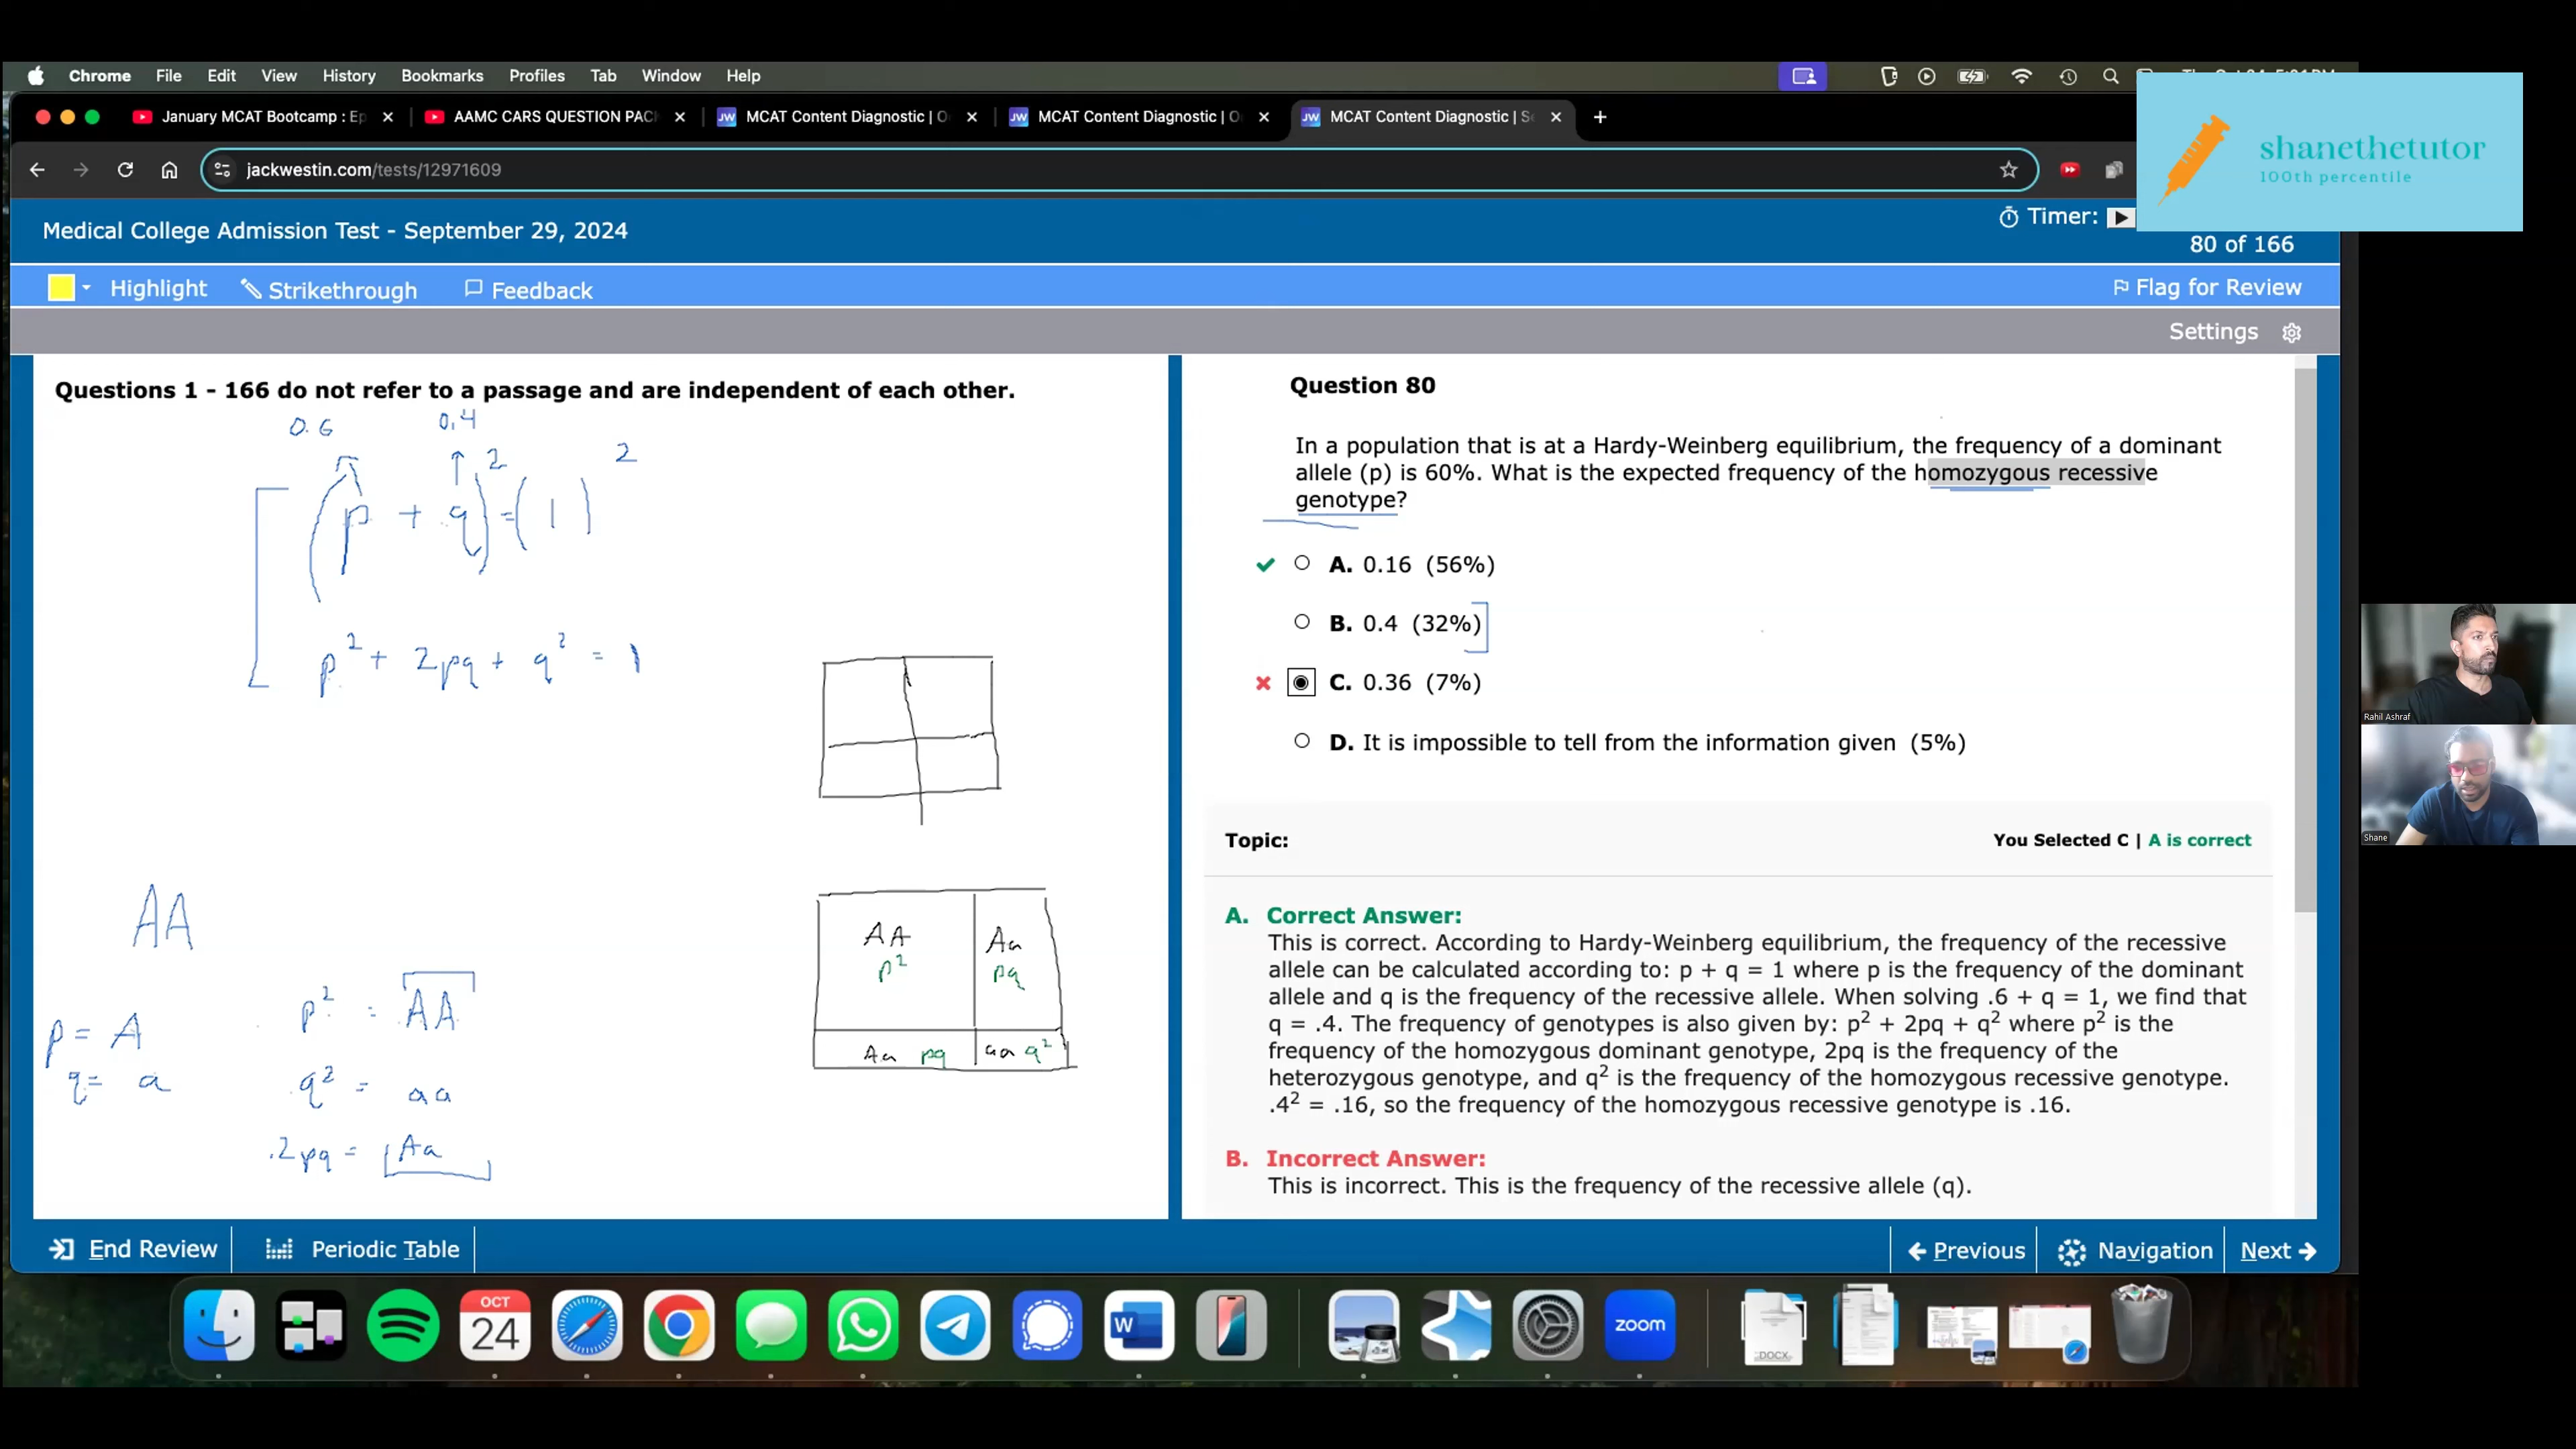 Chrome File Edit View History Bookmarks Profiles Tab Window Help
January MCAT Bootcamp : Ep
AAMC CARS QUESTION PAC
MCAT Content Diagnostic | O
MCAT Content Diagnostic | O
MCAT Content Diagnostic | Se
jackwestin.com/tests/12971609
shanethetutor
100th percentile
Medical College Admission Test - September 29, 2024
Timer:
80 of 166
Highlight Strikethrough Feedback
Flag for Review
Settings
Questions 1 - 166 do not refer to a passage and are independent of each other.
0.6 0.4
(p + q)² = (1)²
p² + 2pq + q² = 1
AA
p² = AA
p = A
q = a
q² = aa
2pq = Aa
AA Aa
p² pq
Aa pq aa q²
Question 80
In a population that is at a Hardy-Weinberg equilibrium, the frequency of a dominant
allele (p) is 60%. What is the expected frequency of the homozygous recessive
genotype?
A. 0.16 (56%)
B. 0.4 (32%)
C. 0.36 (7%)
D. It is impossible to tell from the information given (5%)
Topic:
You Selected C | A is correct
A. Correct Answer:
This is correct. According to Hardy-Weinberg equilibrium, the frequency of the recessive
allele can be calculated according to: p + q = 1 where p is the frequency of the dominant
allele and q is the frequency of the recessive allele. When solving .6 + q = 1, we find that
q = .4. The frequency of genotypes is also given by: p² + 2pq + q² where p² is the
frequency of the homozygous dominant genotype, 2pq is the frequency of the
heterozygous genotype, and q² is the frequency of the homozygous recessive genotype.
.4² = .16, so the frequency of the homozygous recessive genotype is .16.
B. Incorrect Answer:
This is incorrect. This is the frequency of the recessive allele (q).
Rahil Ashraf
Shane
End Review Periodic Table
Previous Navigation Next
OCT
24
W
zoom
DOCX